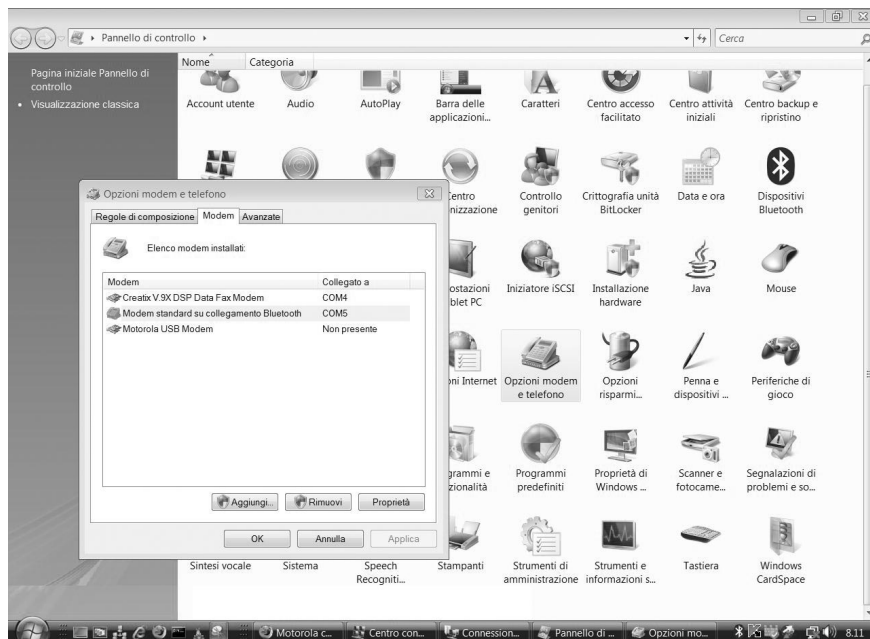 Pannello di controllo
Cerca
Pagina iniziale Pannello di controllo
Visualizzazione classica
Nome Categoria
Account utente
Audio
AutoPlay
Barra delle applicazioni...
Caratteri
Centro accesso facilitato
Centro attività iniziali
Centro backup e ripristino
Centro
nizzazione
Controllo genitori
Crittografia unità BitLocker
Data e ora
Dispositivi Bluetooth
ostazioni
blet PC
Iniziatore iSCSI
Installazione hardware
Java
Mouse
ni Internet
Opzioni modem e telefono
Opzioni risparmi...
Penna e dispositivi ...
Periferiche di gioco
grammi e
zionalità
Programmi predefiniti
Proprietà di Windows ...
Scanner e fotocame...
Segnalazioni di problemi e so...
Sintesi vocale
Sistema
Speech Recogniti...
Stampanti
Strumenti di amministrazione
Strumenti e informazioni s...
Tastiera
Windows CardSpace
Opzioni modem e telefono
Regole di composizione Modem Avanzate
Elenco modem installati:
Modem Collegato a
Creatix V.9X DSP Data Fax Modem COM4
Modem standard su collegamento Bluetooth COM5
Motorola USB Modem Non presente
Aggiungi... Rimuovi Proprietà
OK Annulla Applica
Motorola c... Centro con... Connession... Pannello di ... Opzioni mo... 8.11